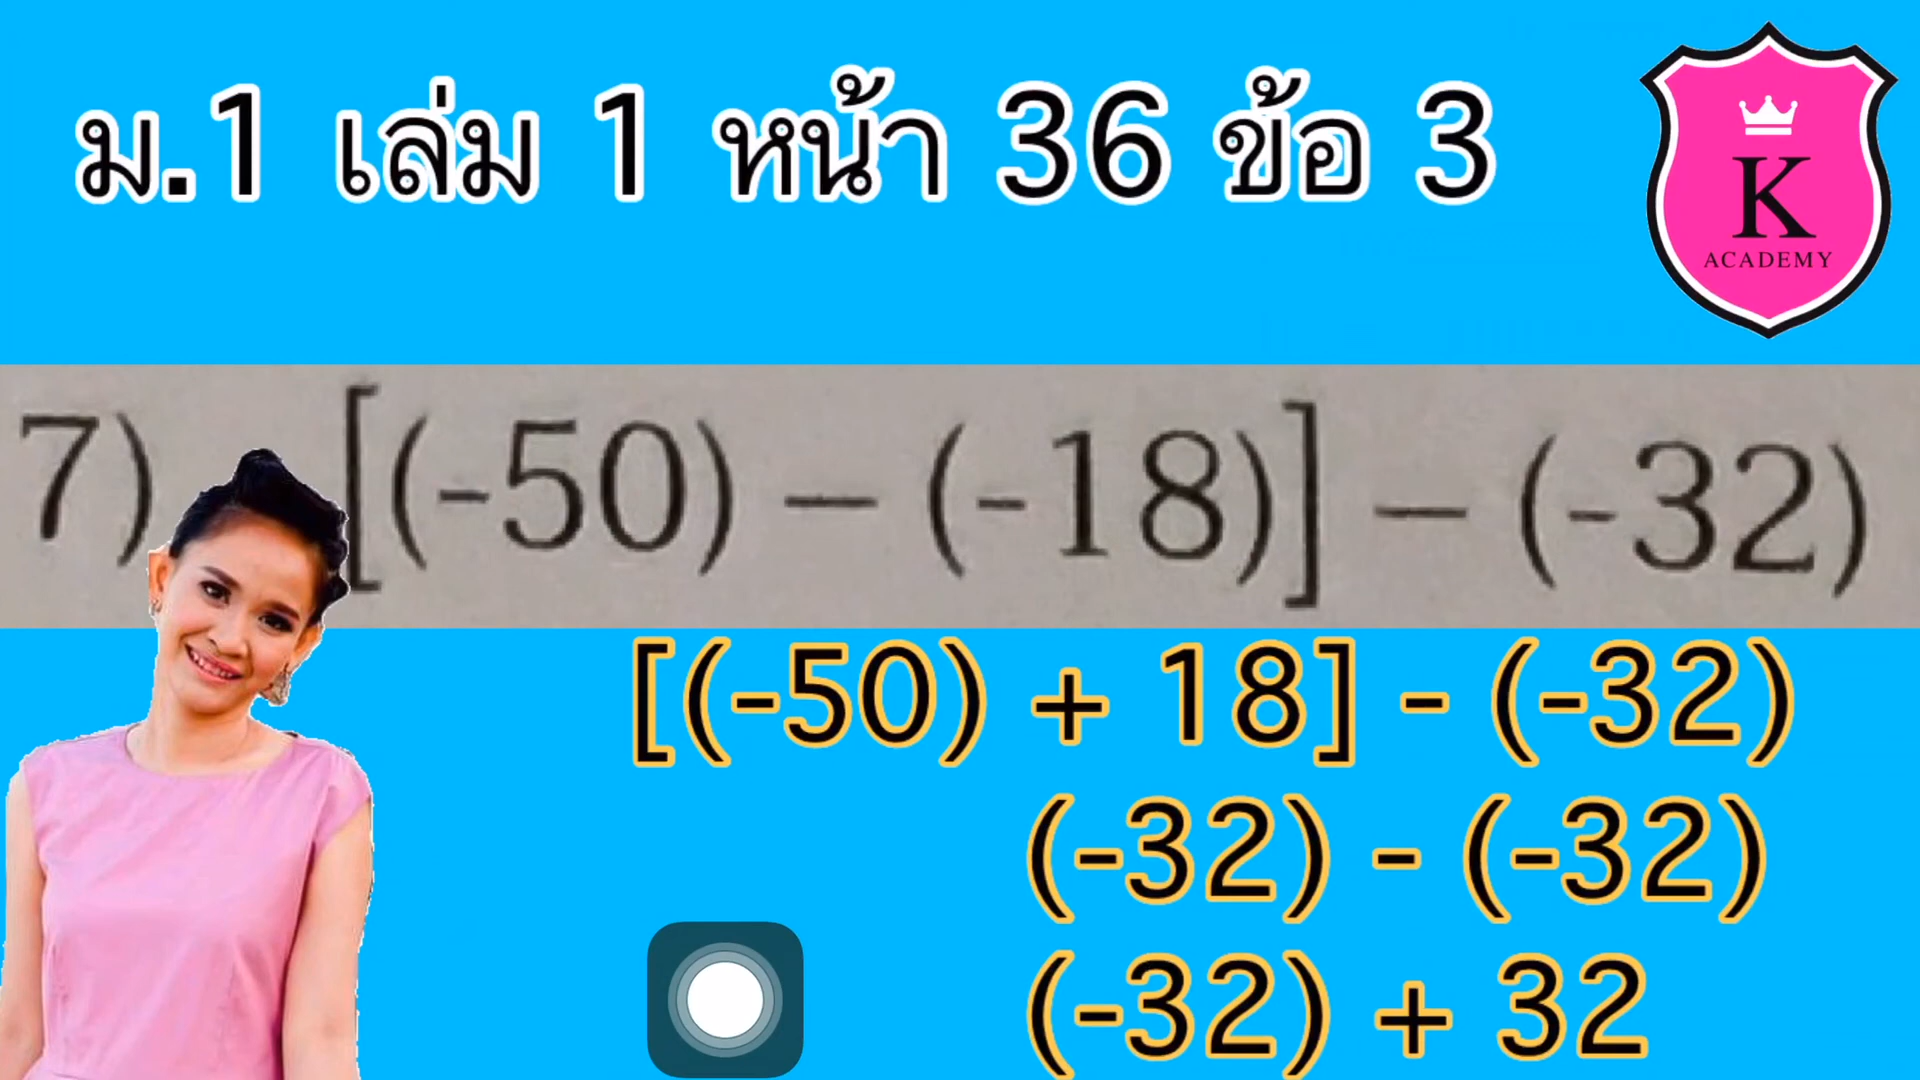 ม.1 เล่ม 1 หน้า 36 ข้อ 3
K
ACADEMY
7) [(-50) – (-18)] – (-32)
[(-50) + 18] - (-32)
(-32) - (-32)
(-32) + 32